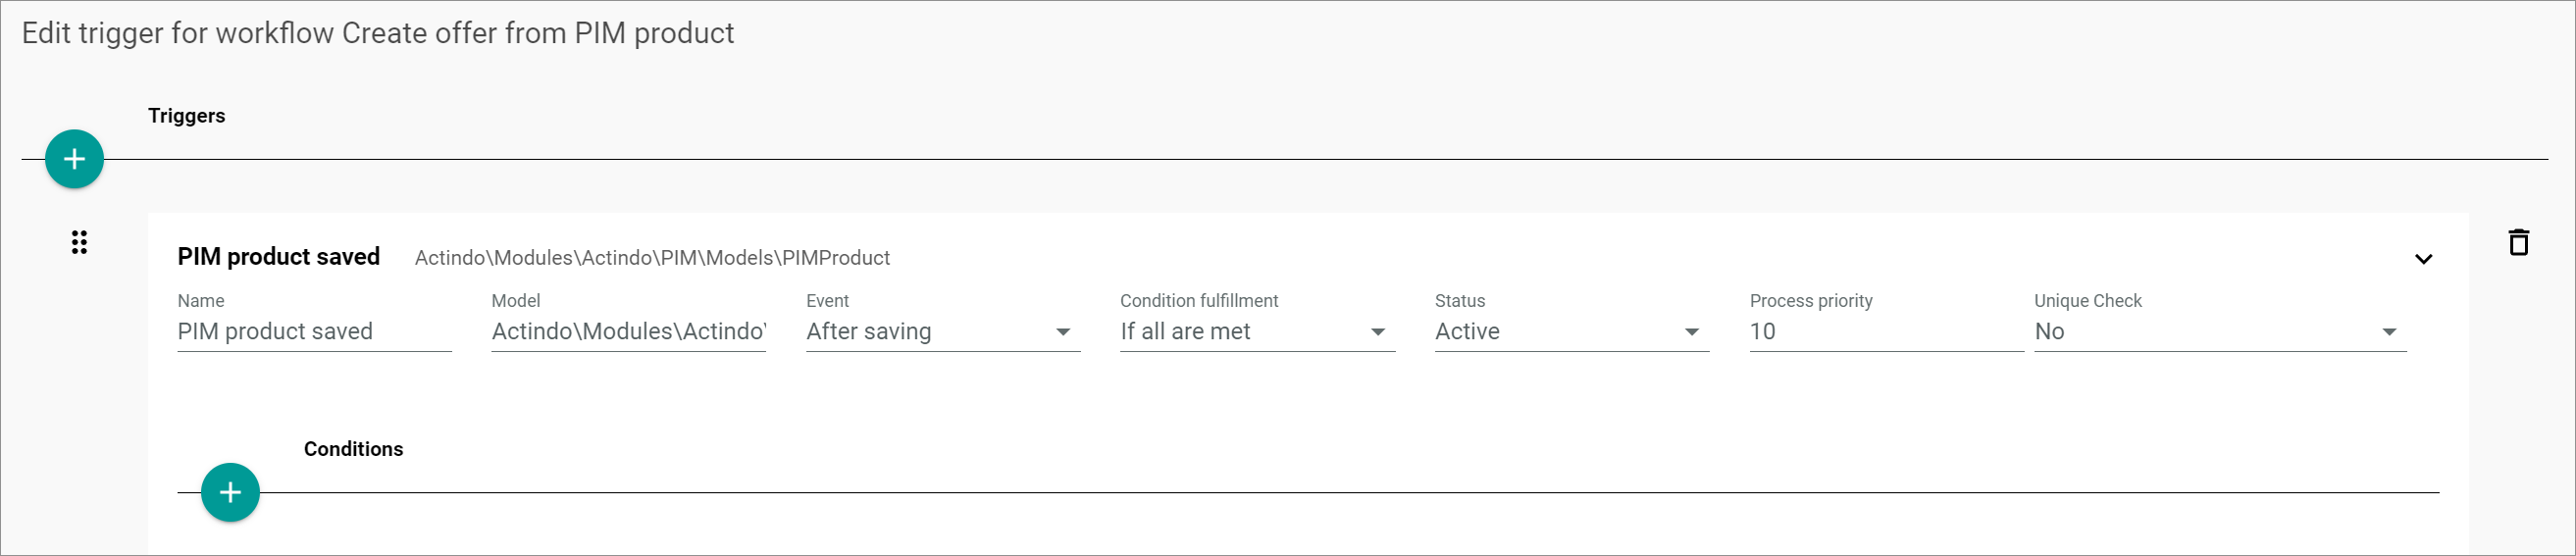 Edit trigger for workflow Create offer from PIM product
Triggers
PIM product saved Actindo\Modules\Actindo\PIM\Models\PIMProduct
Name Model Event Condition fulfillment Status Process priority Unique Check
PIM product saved Actindo\Modules\Actindo\ After saving If all are met Active 10 No
Conditions